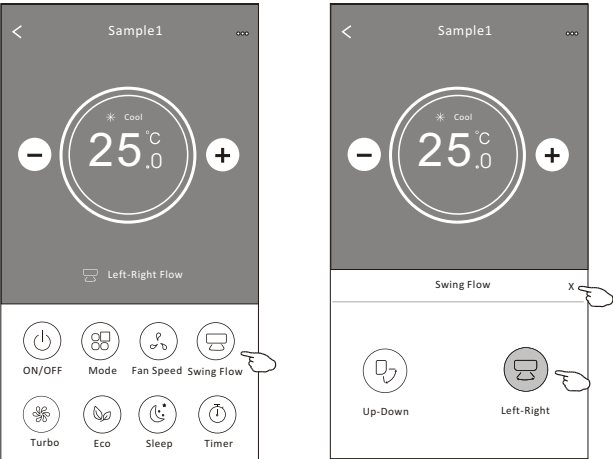 Sample1
Cool
25.0°C
Left-Right Flow
ON/OFF Mode Fan Speed Swing Flow
Turbo Eco Sleep Timer
Sample1
Cool
25.0°C
Swing Flow X
Up-Down Left-Right